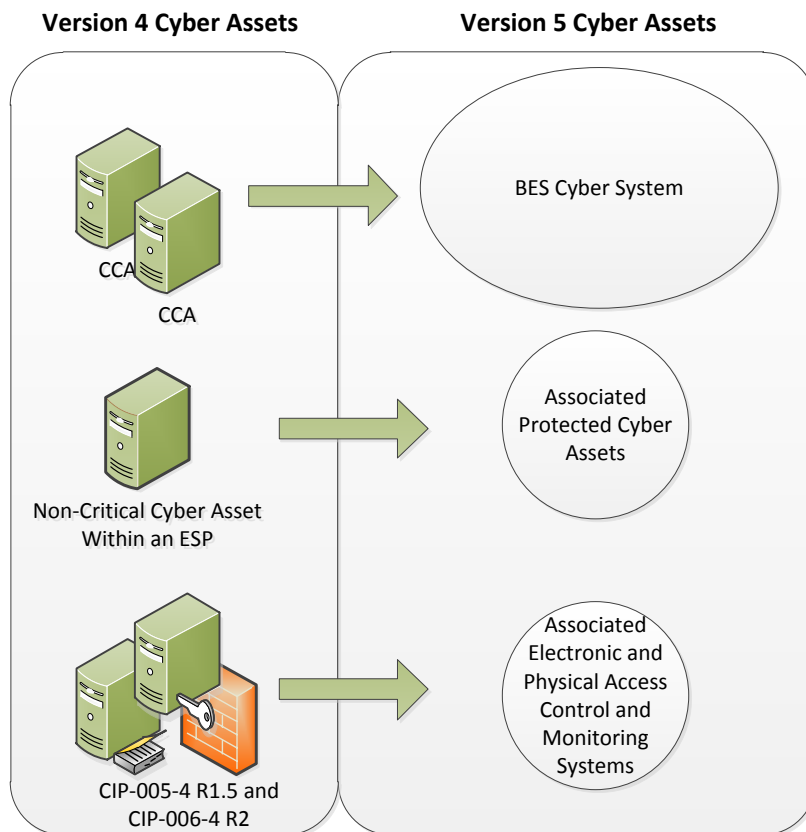 Version 4 Cyber Assets
Version 5 Cyber Assets
CCA
CCA
BES Cyber System
Non-Critical Cyber Asset
Within an ESP
Associated
Protected Cyber
Assets
CIP-005-4 R1.5 and
CIP-006-4 R2
Associated
Electronic and
Physical Access
Control and
Monitoring
Systems